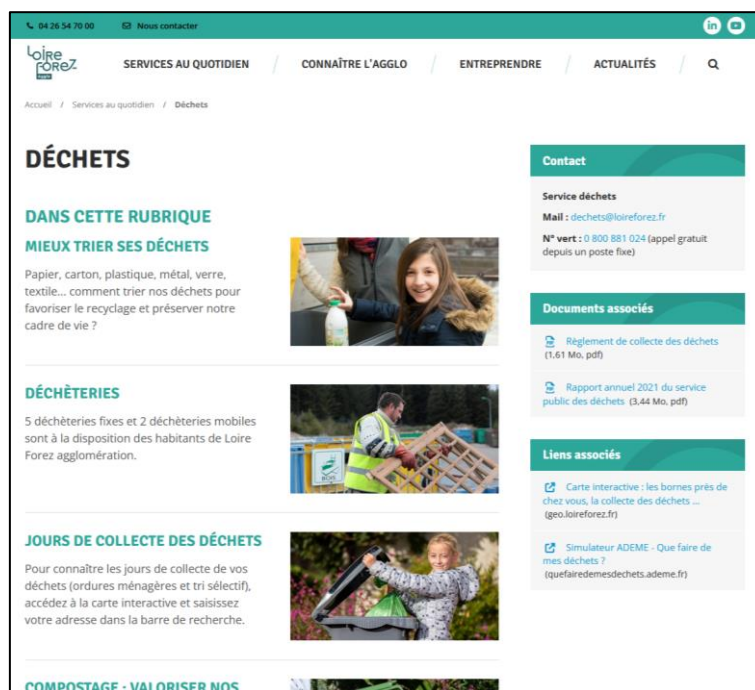 04 26 54 70 00 Nous contacter
Loire
FOREZ
SERVICES AU QUOTIDIEN / CONNAÎTRE L'AGGLO / ENTREPRENDRE / ACTUALITÉS /
Accueil / Services au quotidien / Déchets
DÉCHETS
DANS CETTE RUBRIQUE
MIEUX TRIER SES DÉCHETS
Papier, carton, plastique, métal, verre,
textile... comment trier nos déchets pour
favoriser le recyclage et préserver notre
cadre de vie ?
DÉCHÈTERIES
5 déchèteries fixes et 2 déchèteries mobiles
sont à la disposition des habitants de Loire
Forez agglomération.
BOIS
JOURS DE COLLECTE DES DÉCHETS
Pour connaître les jours de collecte de vos
déchets (ordures ménagères et tri sélectif),
accédez à la carte interactive et saisissez
votre adresse dans la barre de recherche.
COMPOSTAGE : VALORISER NOS
Contact
Service déchets
Mail : dechets@loireforez.fr
N° vert : 0 800 881 024 (appel gratuit
depuis un poste fixe)
Documents associés
Règlement de collecte des déchets
(1,61 Mo, pdf)
Rapport annuel 2021 du service
public des déchets (3,44 Mo, pdf)
Liens associés
Carte interactive : les bornes près de
chez vous, la collecte des déchets ...
(geo.loireforez.fr)
Simulateur ADEME - Que faire de
mes déchets ?
(quefairedemesdechets.ademe.fr)